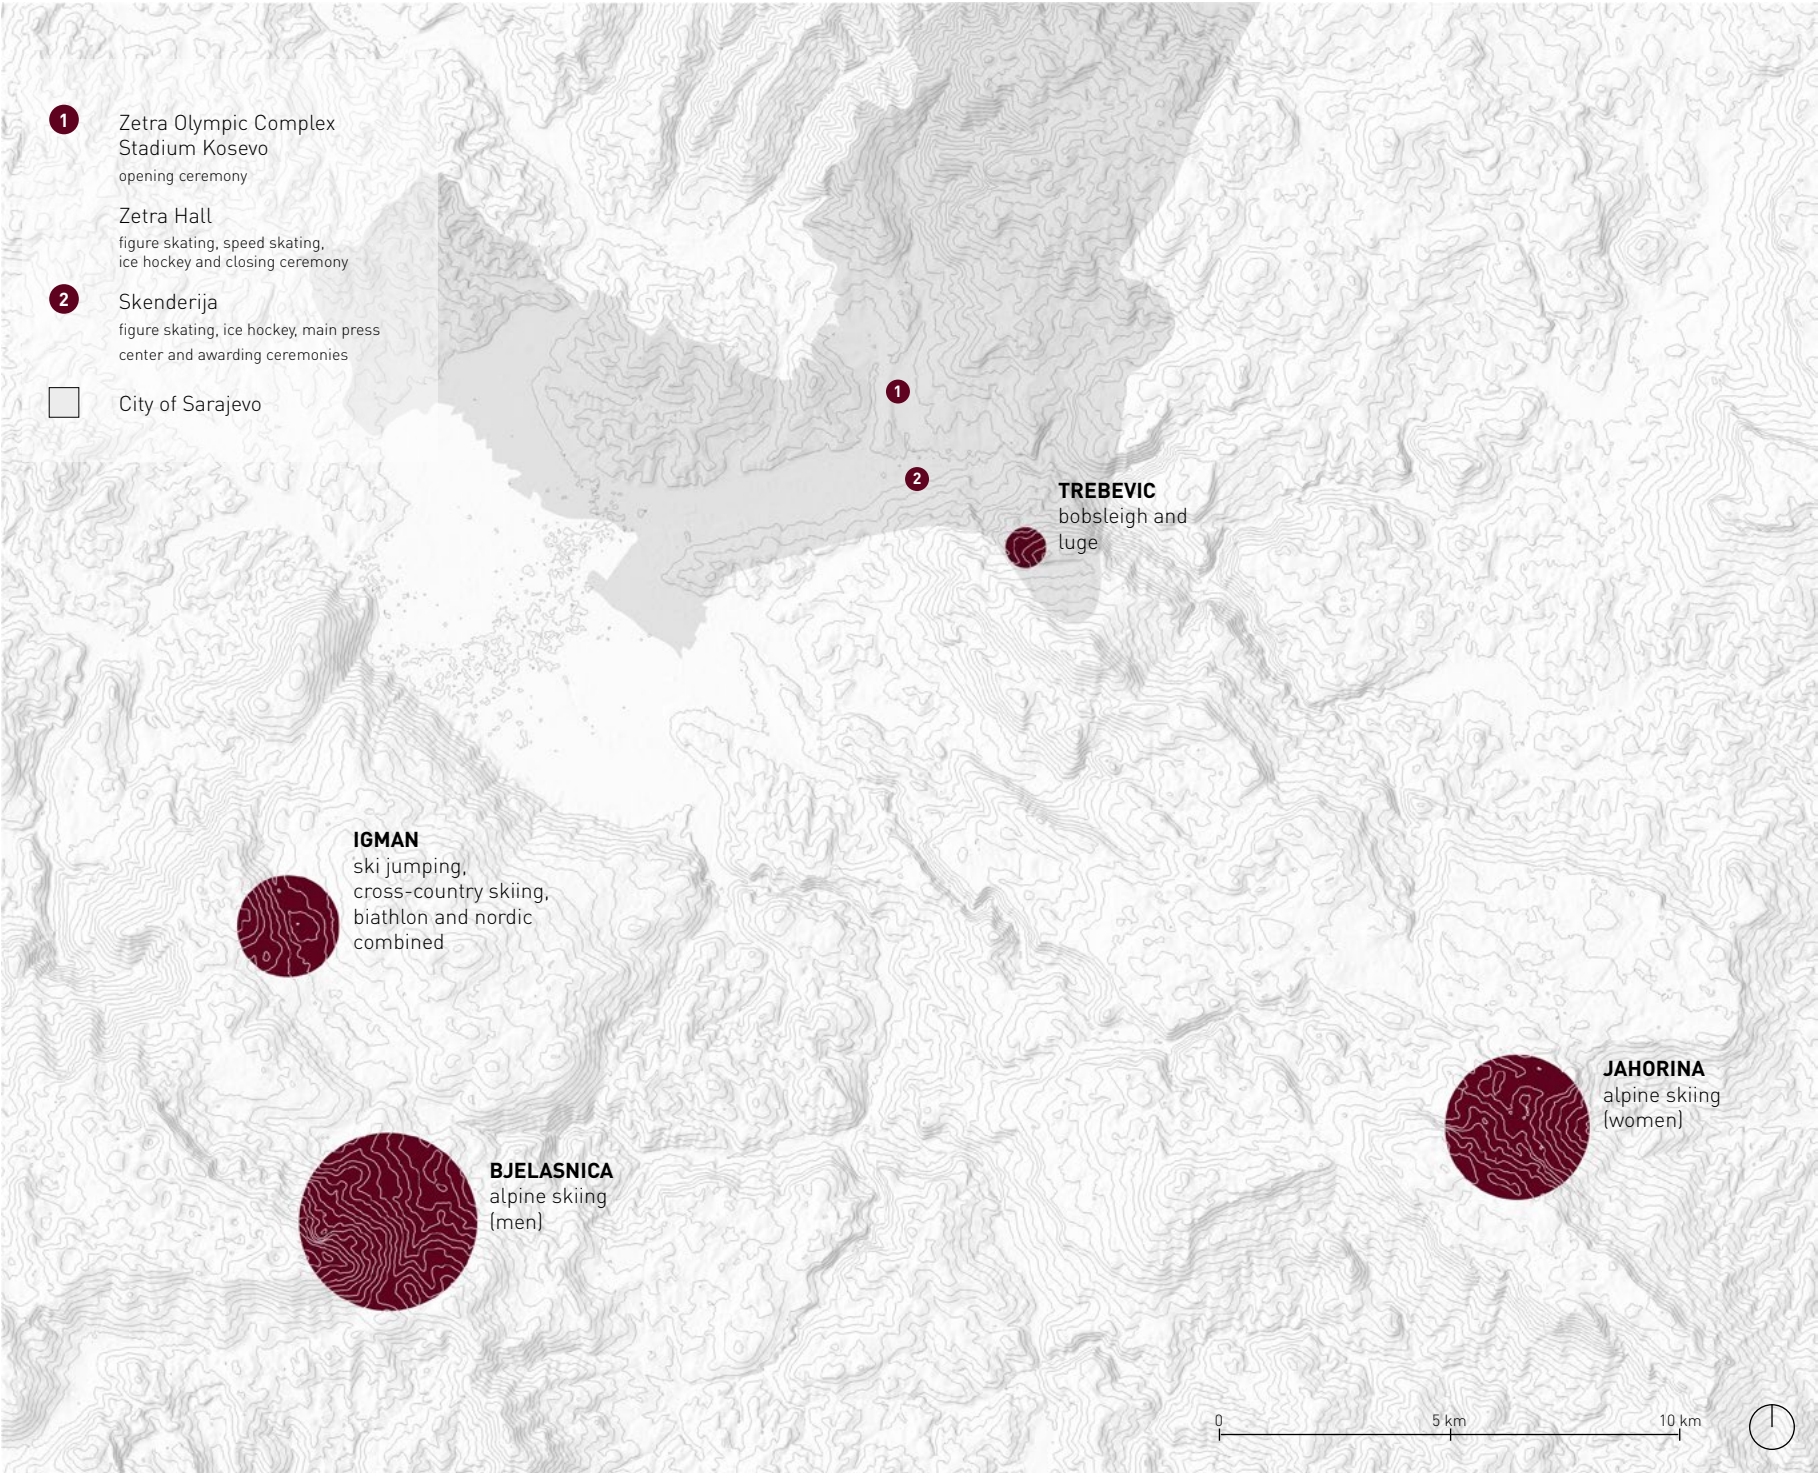 1
Zetra Olympic Complex
Stadium Kosevo
opening ceremony
Zetra Hall
figure skating, speed skating,
ice hockey and closing ceremony
2
Skenderija
figure skating, ice hockey, main press
center and awarding ceremonies
City of Sarajevo
1
2
TREBEVIC
bobsleigh and
luge
IGMAN
ski jumping,
cross-country skiing,
biathlon and nordic
combined
JAHORINA
alpine skiing
(women)
BJELASNICA
alpine skiing
(men)
0
5 km
10 km